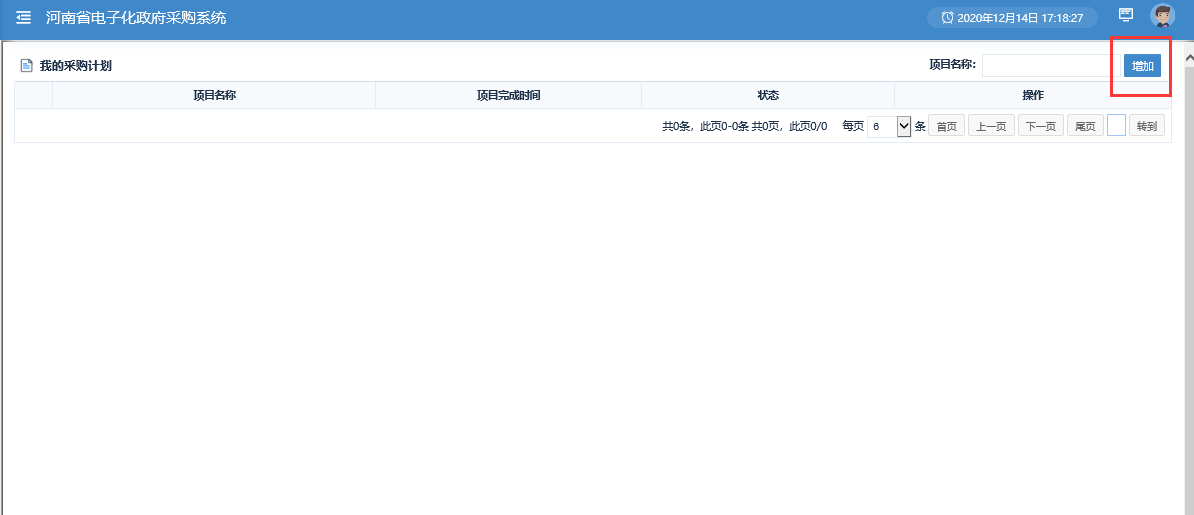 河南省电子化政府采购系统
2020年12月14日 17:18:27
我的采购计划
项目名称:
增加
项目名称 项目完成时间 状态 操作
共0条，此页0-0条 共0页，此页0/0 每页 6 条 首页 上一页 下一页 尾页 转到